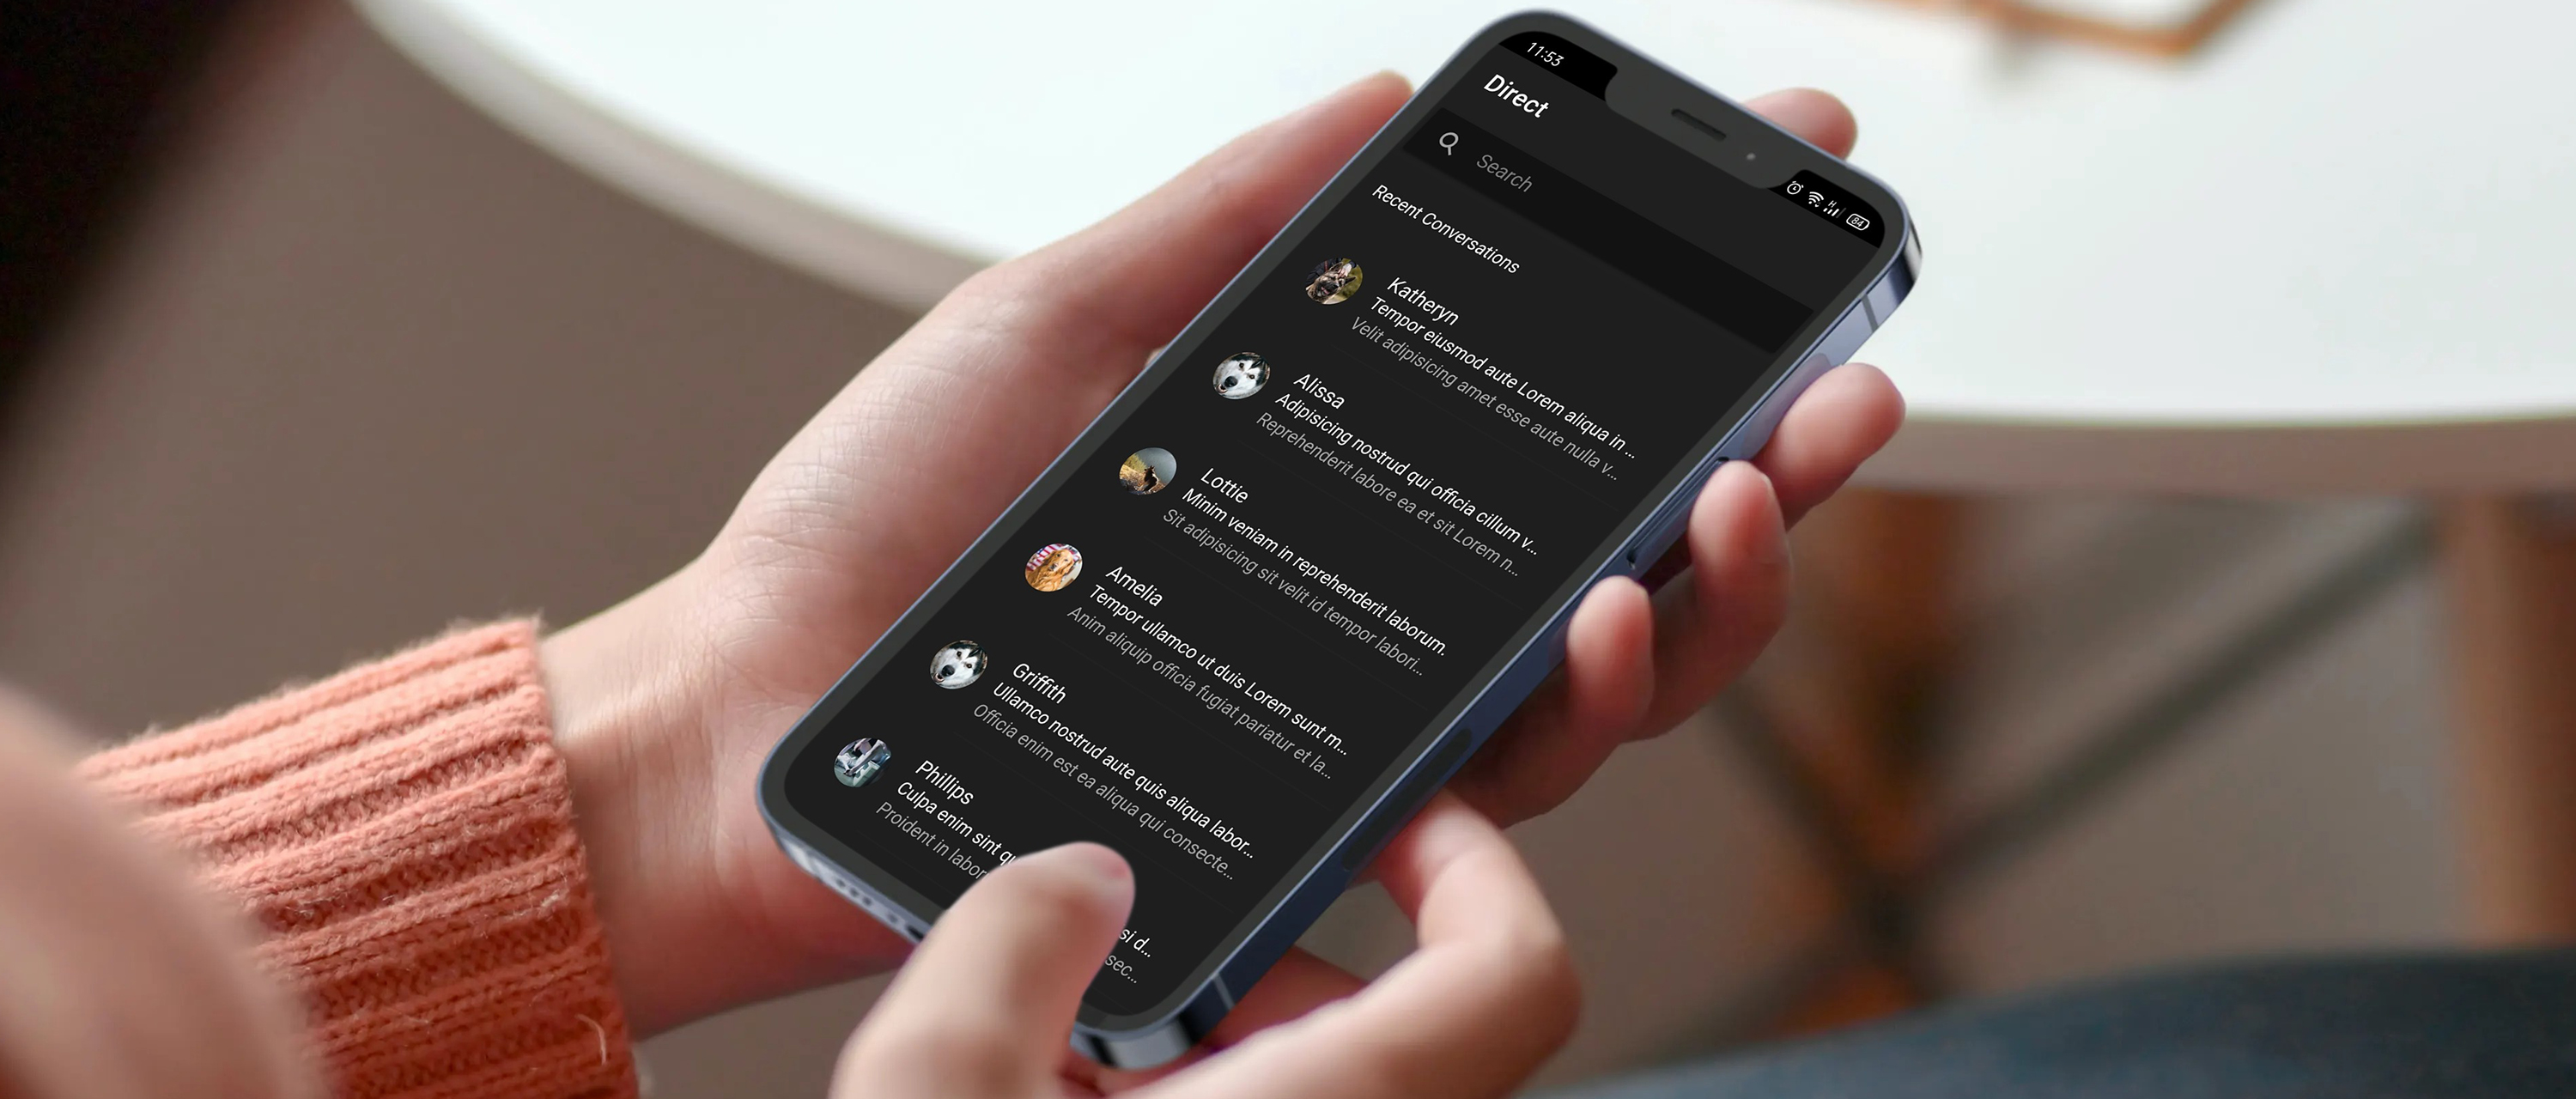 11:53
84
Direct
Search
Recent Conversations
Katheryn
Tempor eiusmod aute Lorem aliqua in ...
Velit adipisicing amet esse aute nulla v...
Alissa
Adipisicing nostrud qui officia cillum v...
Reprehenderit labore ea et sit Lorem n...
Lottie
Minim veniam in reprehenderit laborum.
Sit adipisicing sit velit id tempor labori...
Amelia
Tempor ullamco ut duis Lorem sunt m...
Anim aliquip officia fugiat pariatur et la...
Griffith
Ullamco nostrud aute quis aliqua labor...
Officia enim est ea aliqua qui consecte...
Phillips
Culpa enim sint si d...
Proident in sec...